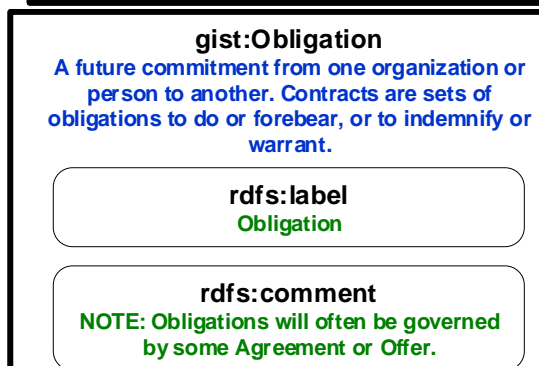 gist:Obligation
A future commitment from one organization or
person to another. Contracts are sets of
obligations to do or forebear, or to indemnify or
warrant.
rdfs:label
Obligation
rdfs:comment
NOTE: Obligations will often be governed
by some Agreement or Offer.